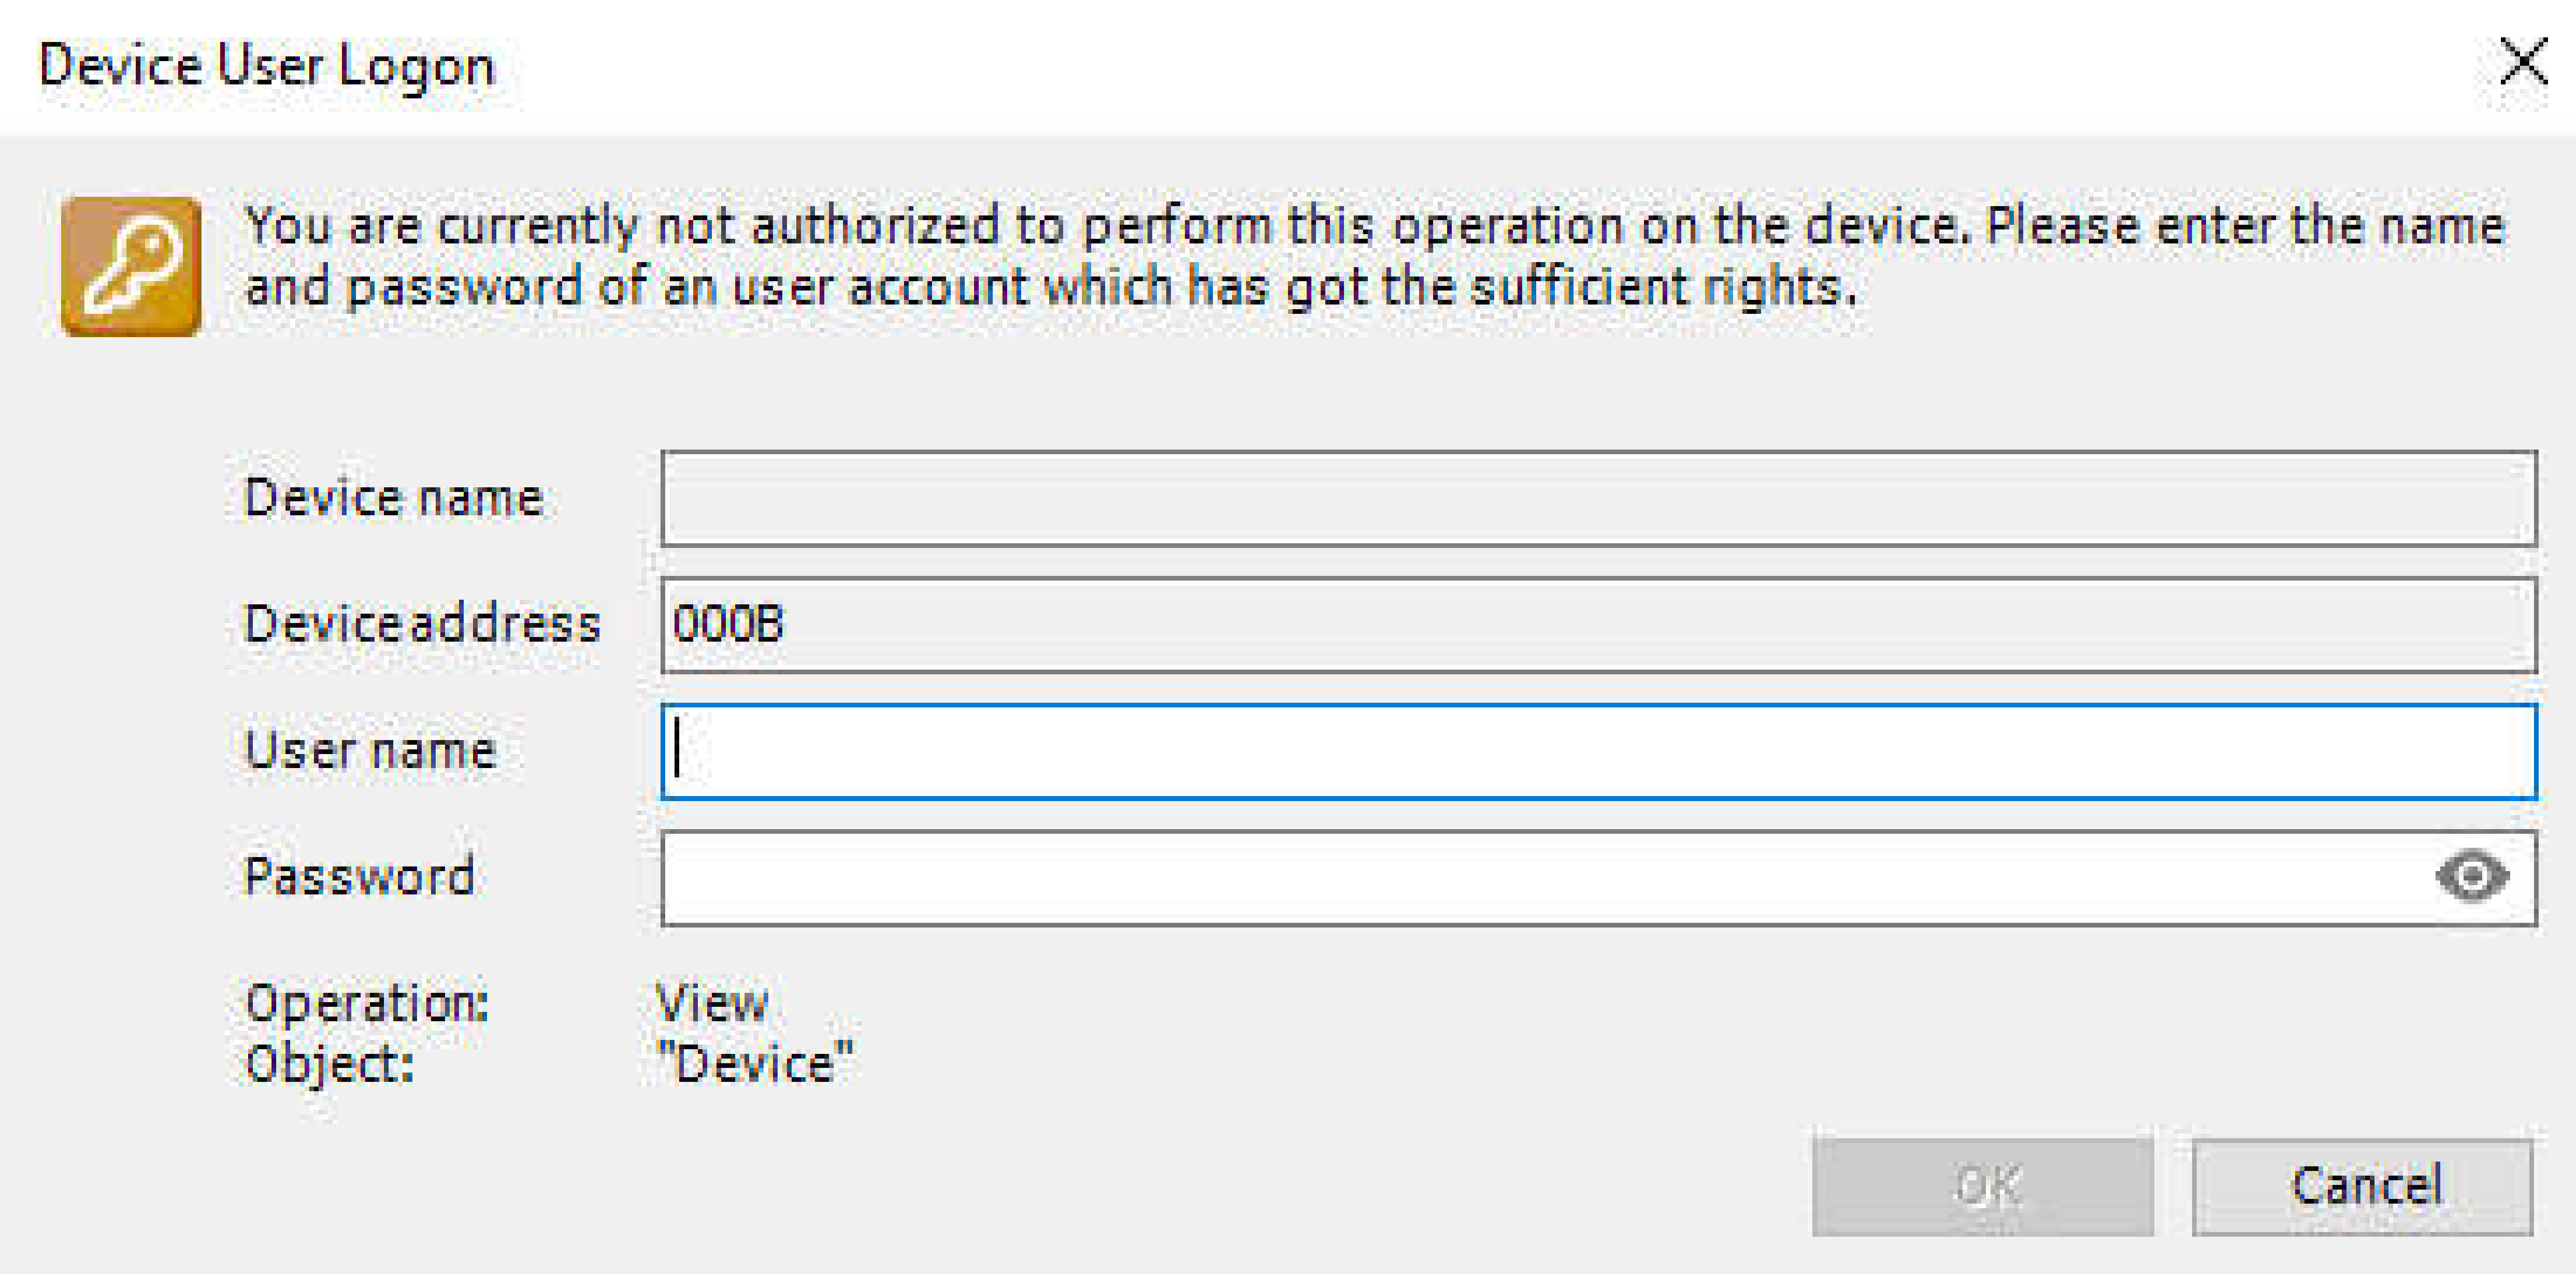 Device User Logon
You are currently not authorized to perform this operation on the device. Please enter the name
and password of an user account which has got the sufficient rights.
Device name
Device address 000B
User name
Password
Operation: View
Object: "Device"
OK Cancel